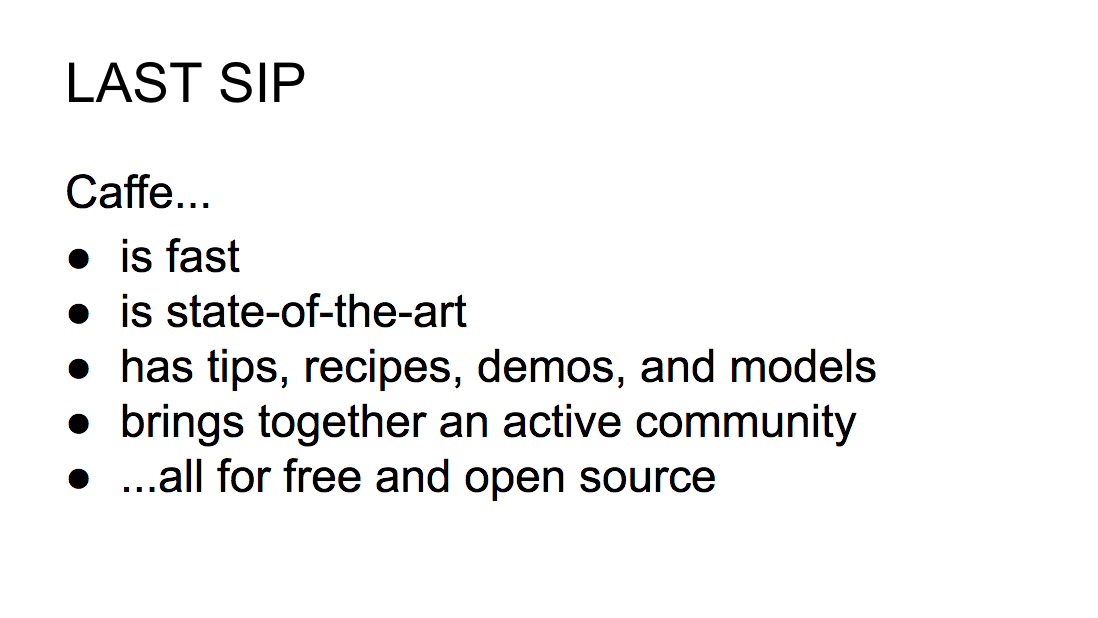 LAST SIP
Caffe...
● is fast
● is state-of-the-art
● has tips, recipes, demos, and models
● brings together an active community
● ...all for free and open source